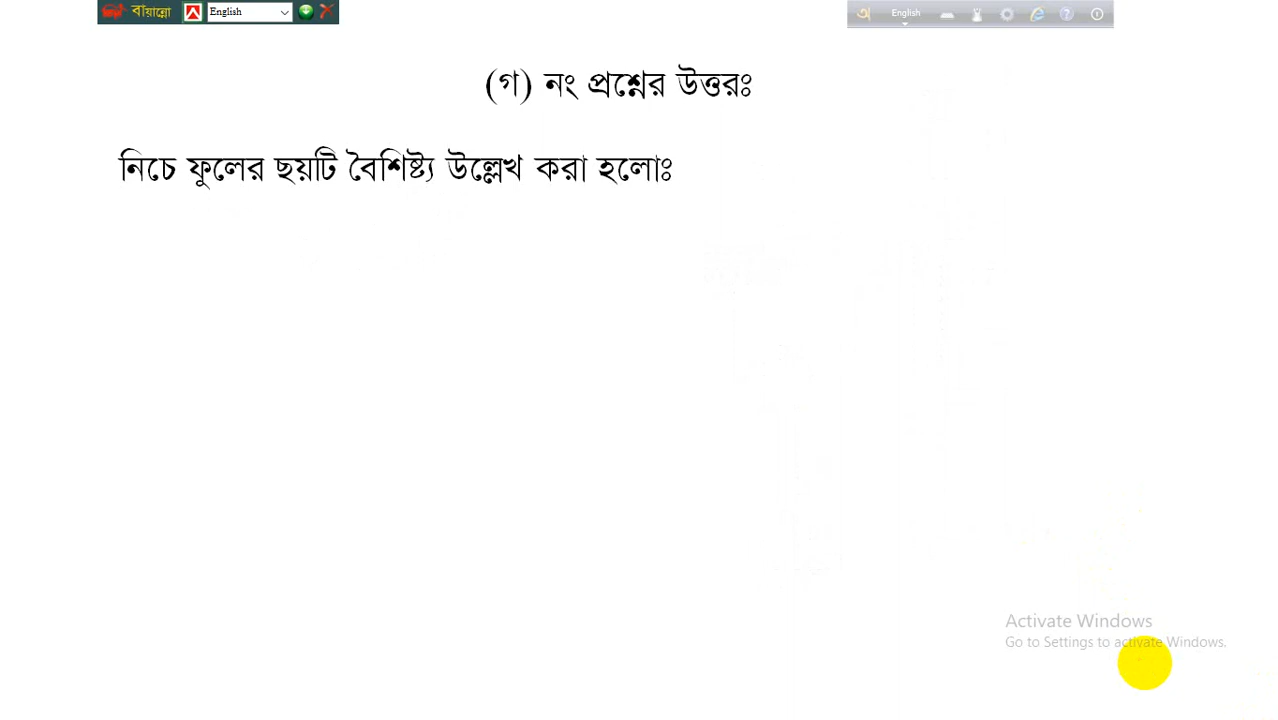 বাঁয়ান্নো English অ English
(গ) নং প্রশ্নের উত্তরঃ
নিচে ফুলের ছয়টি বৈশিষ্ট্য উল্লেখ করা হলোঃ
Activate Windows
Go to Settings to activate Windows.